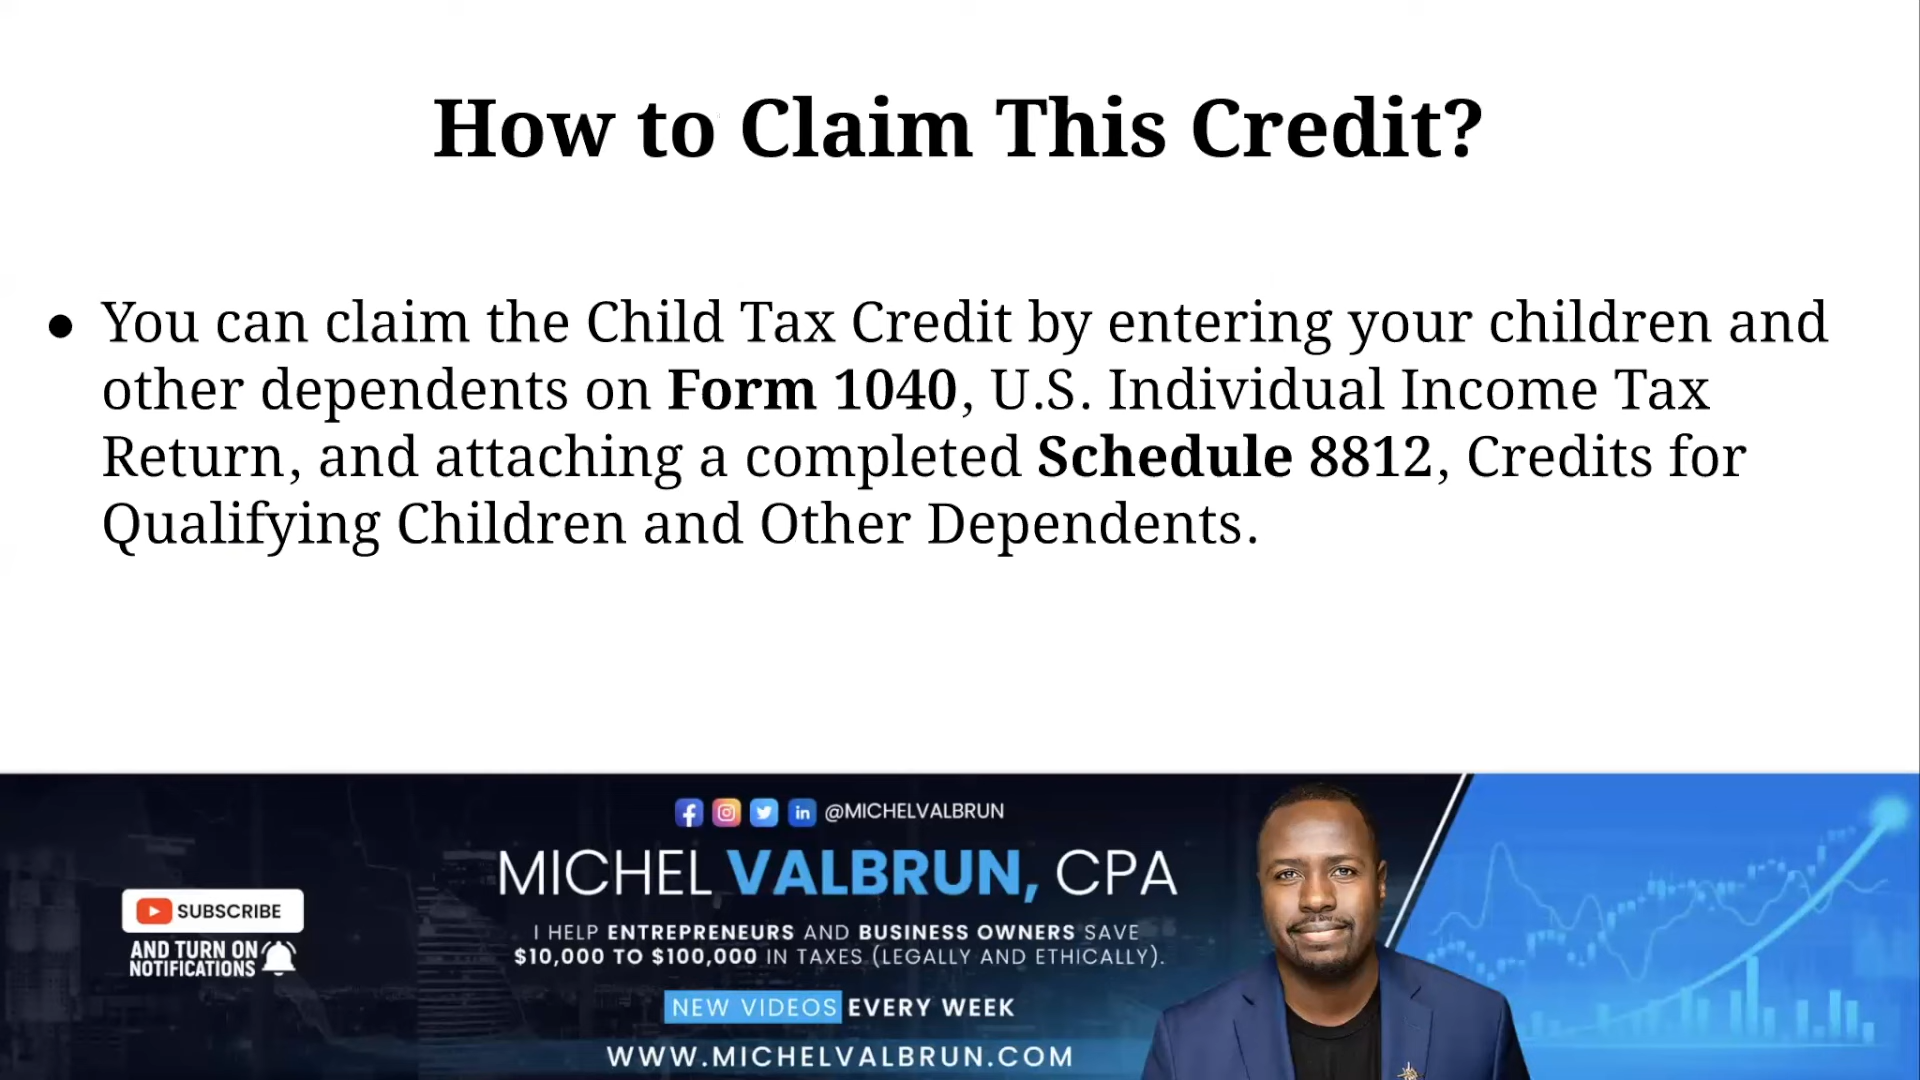 How to Claim This Credit?
● You can claim the Child Tax Credit by entering your children and
other dependents on Form 1040, U.S. Individual Income Tax
Return, and attaching a completed Schedule 8812, Credits for
Qualifying Children and Other Dependents.
@MICHELVALBRUN
MICHEL VALBRUN, CPA
I HELP ENTREPRENEURS AND BUSINESS OWNERS SAVE
$10,000 TO $100,000 IN TAXES (LEGALLY AND ETHICALLY).
NEW VIDEOS EVERY WEEK
WWW.MICHELVALBRUN.COM
SUBSCRIBE
AND TURN ON
NOTIFICATIONS